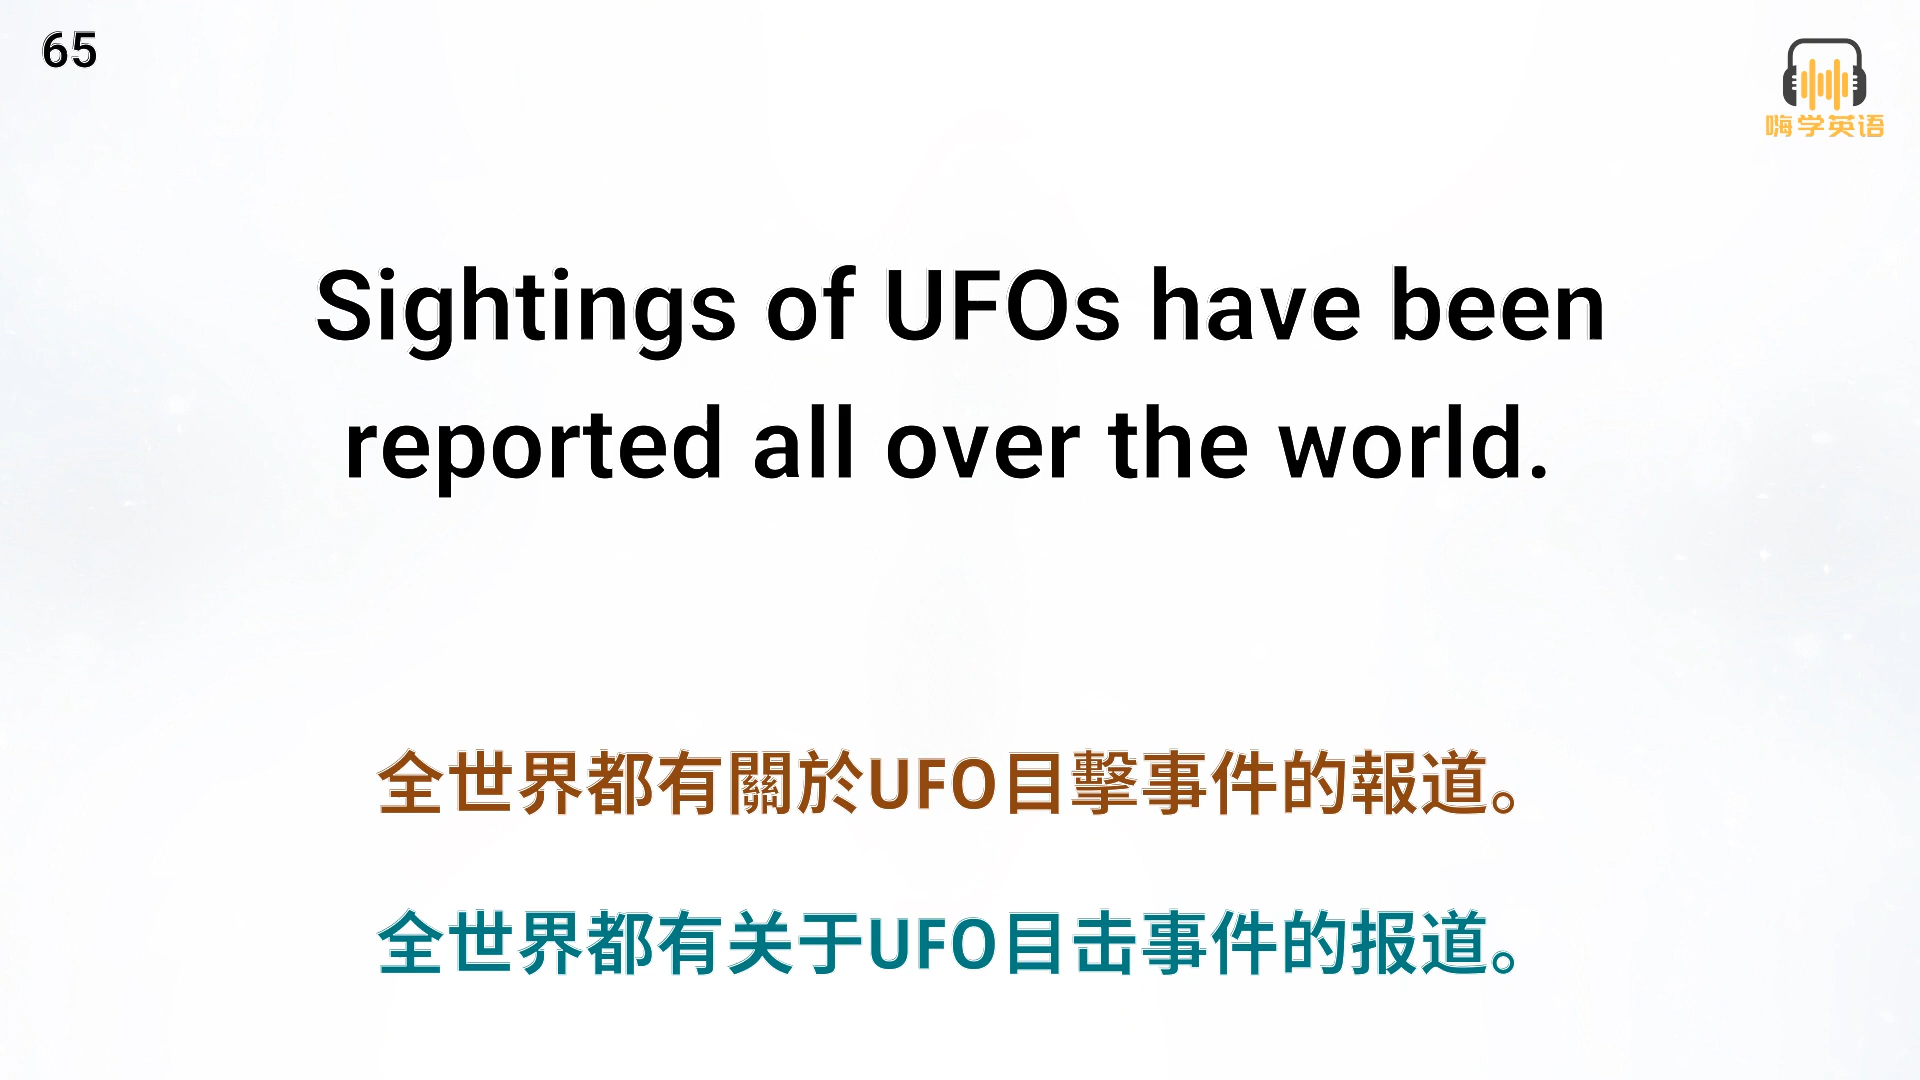 65
嗨学英语
Sightings of UFOs have been
reported all over the world.
全世界都有關於UFO目擊事件的報道。
全世界都有关于UFO目击事件的报道。